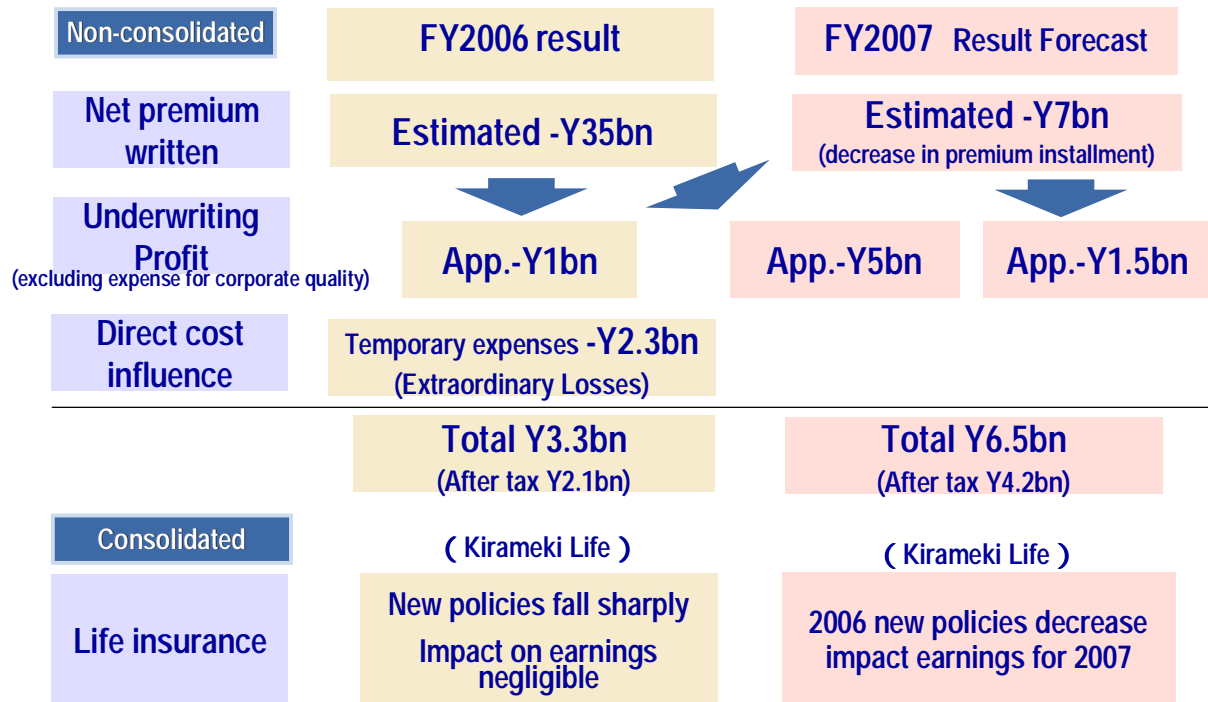 Non-consolidated
FY2006 result
FY2007 Result Forecast
Net premium
written
Estimated -Y35bn
Estimated -Y7bn
(decrease in premium installment)
Underwriting
Profit
(excluding expense for corporate quality)
App.-Y1bn
App.-Y5bn
App.-Y1.5bn
Direct cost
influence
Temporary expenses -Y2.3bn
(Extraordinary Losses)
Total Y3.3bn
(After tax Y2.1bn)
Total Y6.5bn
(After tax Y4.2bn)
Consolidated
( Kirameki Life )
( Kirameki Life )
Life insurance
New policies fall sharply
Impact on earnings
negligible
2006 new policies decrease
impact earnings for 2007